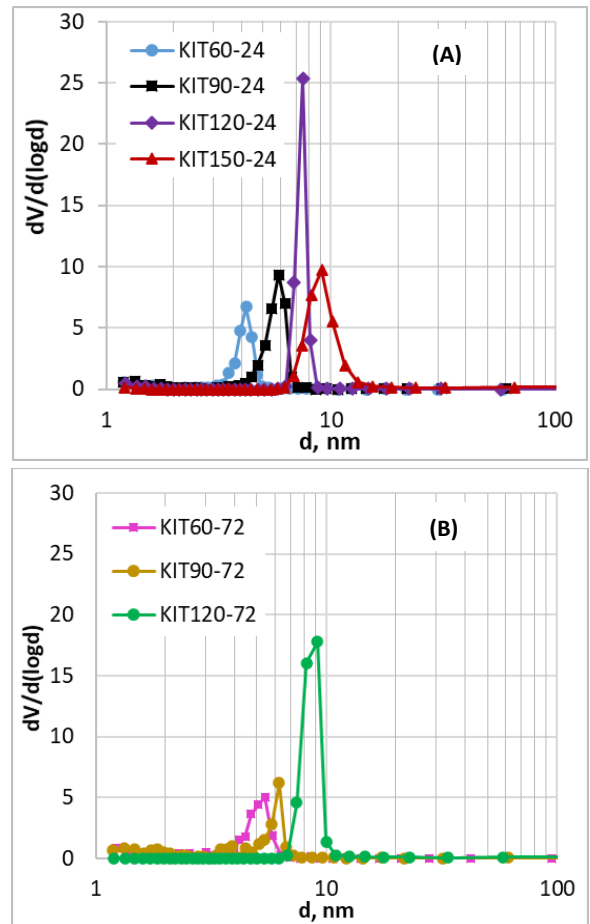 (A)
KIT60-24
KIT90-24
KIT120-24
KIT150-24
dV/d(logd)
30
25
20
15
10
5
0
1 10 100
d, nm
(B)
KIT60-72
KIT90-72
KIT120-72
dV/d(logd)
30
25
20
15
10
5
0
1 10 100
d, nm